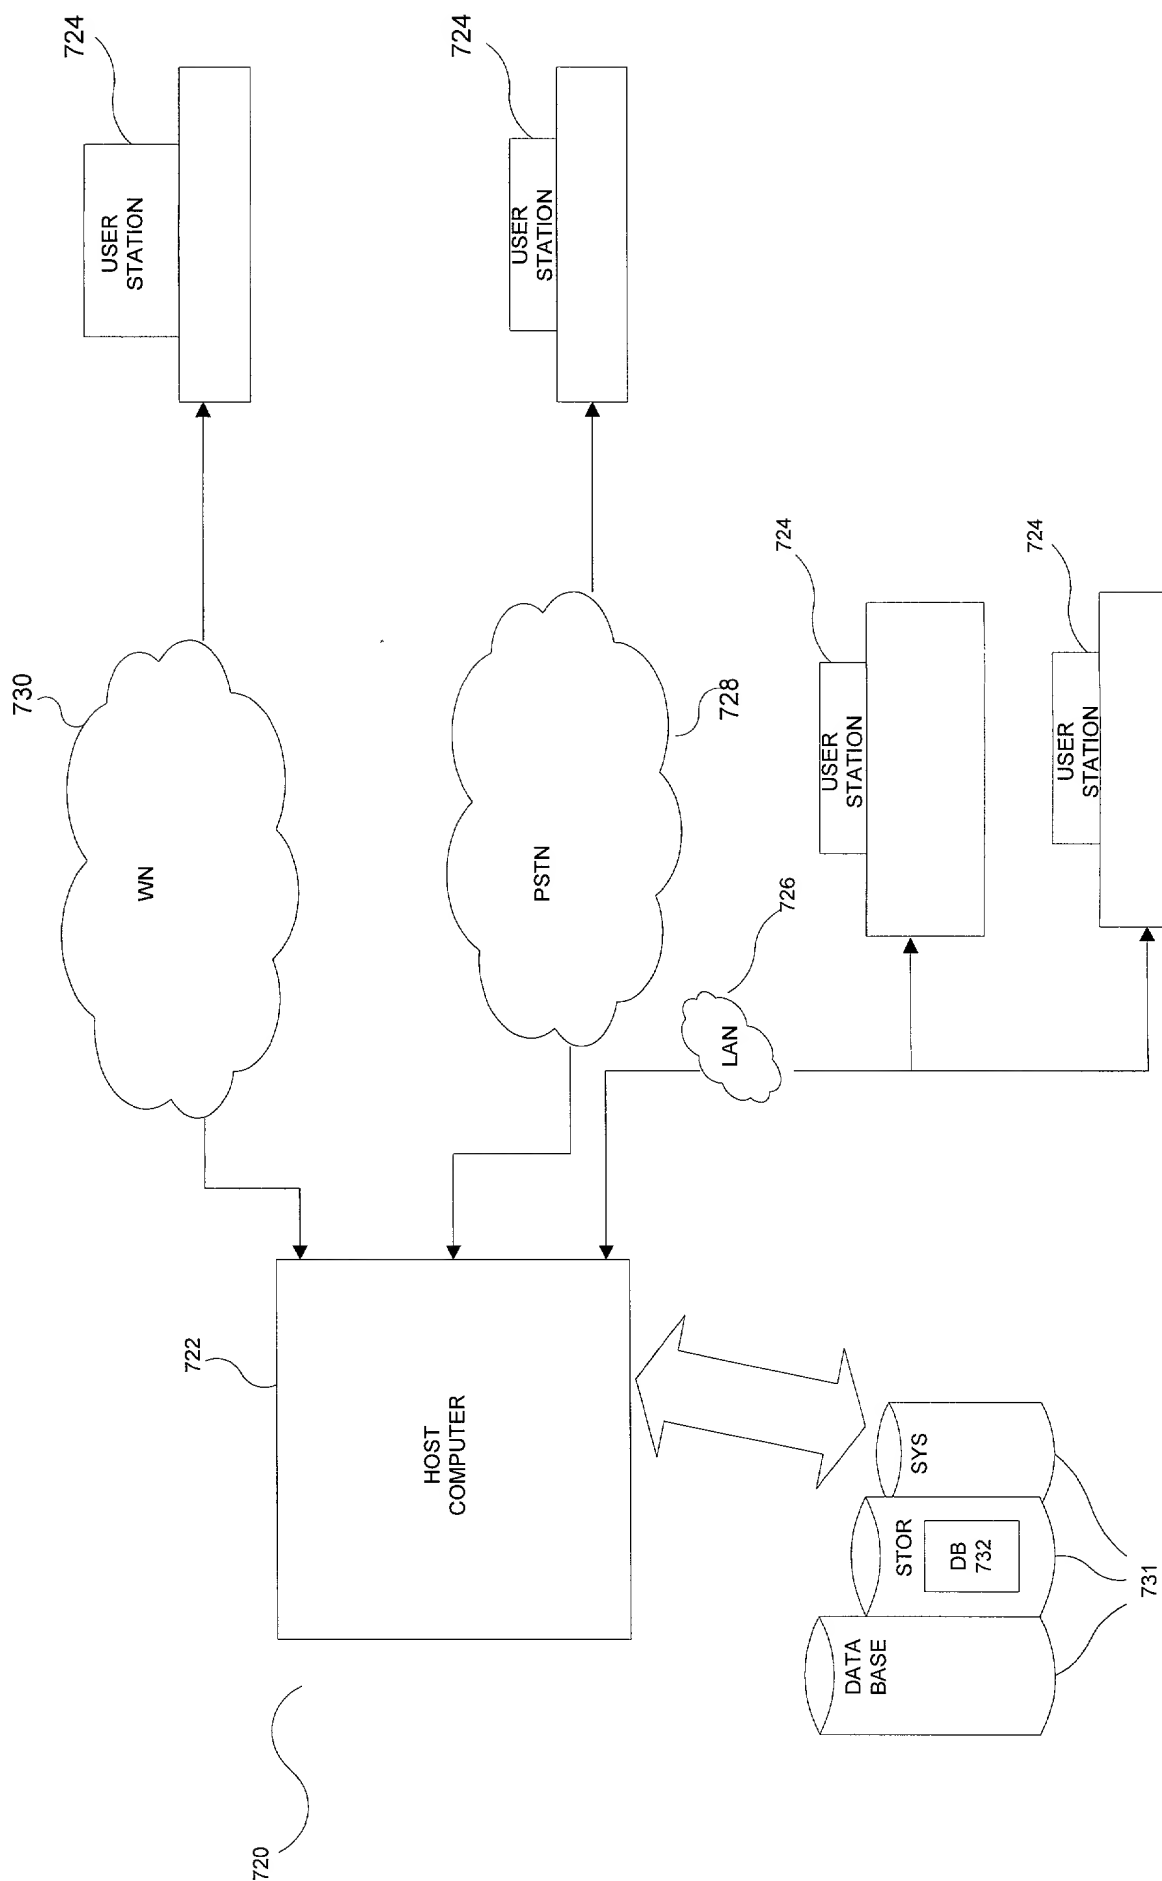 720
722
HOST
COMPUTER
730
WN
724
USER
STATION
728
PSTN
724
USER
STATION
726
LAN
724
USER
STATION
724
USER
STATION
DATA
BASE
STOR
DB
732
SYS
731